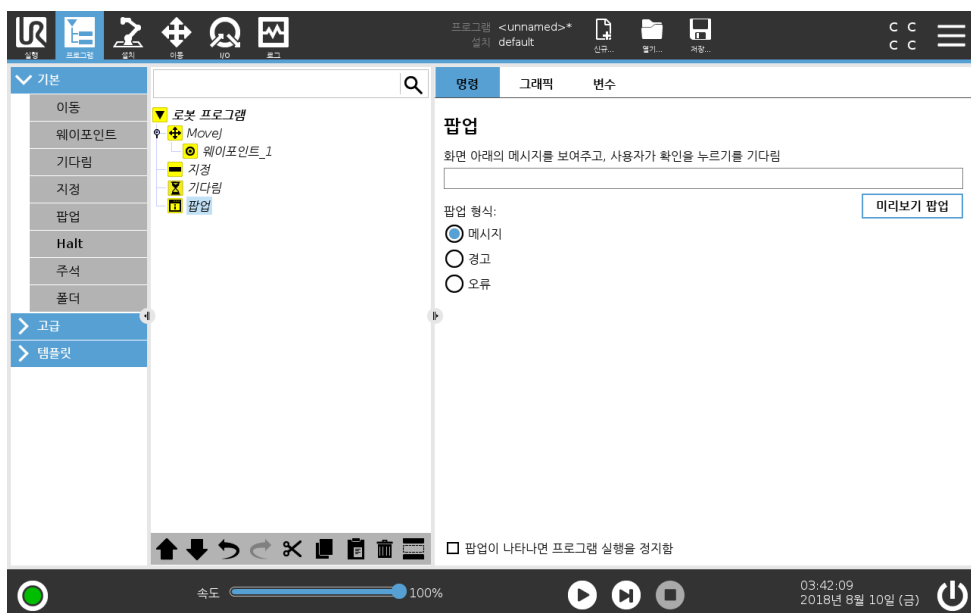 UR
프로그램 <unnamed>*
설치 default
C C
C C
실행 프로그램 설치 이동 I/O 로그
신규... 열기... 저장...
기본
이동
웨이포인트
기다림
지정
팝업
Halt
주석
폴더
고급
템플릿
로봇 프로그램
MoveJ
웨이포인트_1
지정
기다림
팝업
명령 그래픽 변수
팝업
화면 아래의 메시지를 보여주고, 사용자가 확인을 누르기를 기다림
팝업 형식:
미리보기 팝업
메시지
경고
오류
팝업이 나타나면 프로그램 실행을 정지함
속도 100%
03:42:09
2018년 8월 10일 (금)